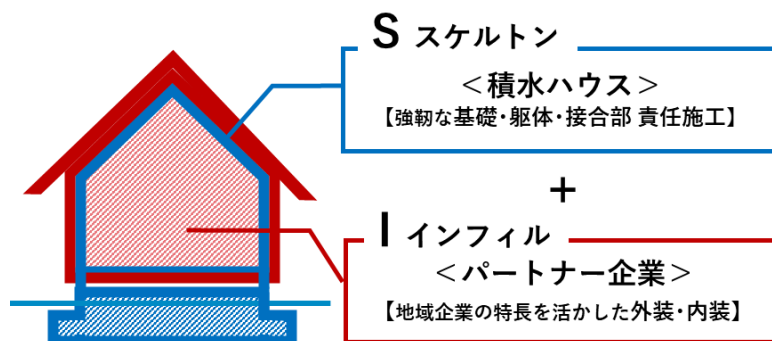 S スケルトン
＜積水ハウス＞
【強靭な基礎・躯体・接合部 責任施工】
＋
I インフィル
＜パートナー企業＞
【地域企業の特長を活かした外装・内装】